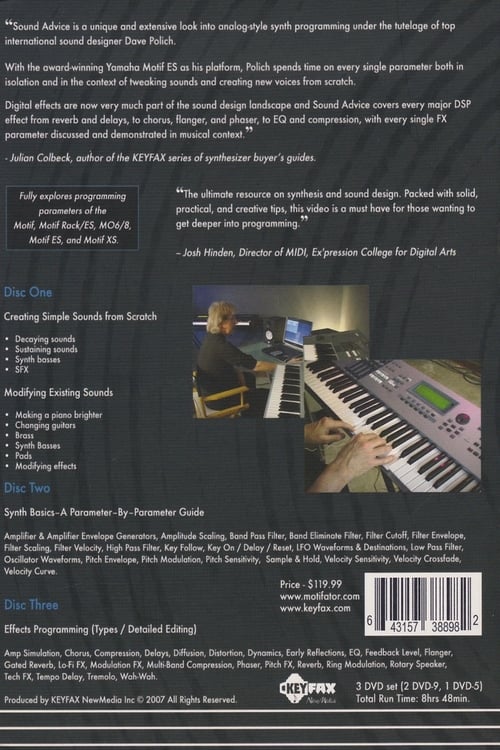 “Sound Advice is a unique and extensive look into analog-style synth programming under the tutelage of top
international sound designer Dave Polich.
With the award-winning Yamaha Motif ES as his platform, Polich spends time on every single parameter both in
isolation and in the context of tweaking sounds and creating new voices from scratch.
Digital effects are now very much part of the sound design landscape and Sound Advice covers every major DSP
effect from reverb and delays, to chorus, flanger, and phaser, to EQ and compression, with every single FX
parameter discussed and demonstrated in musical context.”
- Julian Colbeck, author of the KEYFAX series of synthesizer buyer's guides.
Fully explores programming
parameters of the
Motif, Motif Rack/ES, MO6/8,
Motif ES, and Motif XS.
“The ultimate resource on synthesis and sound design. Packed with solid,
practical, and creative tips, this video is a must have for those wanting to
get deeper into programming.”
~ Josh Hinden, Director of MIDI, Ex'pression College for Digital Arts
Disc One
Creating Simple Sounds from Scratch
• Decaying sounds
• Sustaining sounds
• Synth basses
• SFX
Modifying Existing Sounds
• Making a piano brighter
• Changing guitars
• Brass
• Synth Basses
• Pads
• Modifying effects
Disc Two
Synth Basics-A Parameter-By-Parameter Guide
Amplifier & Amplifier Envelope Generators, Amplitude Scaling, Band Pass Filter, Band Eliminate Filter, Filter Cutoff, Filter Envelope,
Filter Scaling, Filter Velocity, High Pass Filter, Key Follow, Key On / Delay / Reset, LFO Waveforms & Destinations, Low Pass Filter,
Oscillator Waveforms, Pitch Envelope, Pitch Modulation, Pitch Sensitivity, Sample & Hold, Velocity Sensitivity, Velocity Crossfade,
Velocity Curve.
Price - $119.99
www.motifator.com
www.keyfax.com
6 43157 38898 2
Disc Three
Effects Programming (Types / Detailed Editing)
Amp Simulation, Chorus, Compression, Delays, Diffusion, Distortion, Dynamics, Early Reflections, EQ, Feedback Level, Flanger,
Gated Reverb, Lo-Fi FX, Modulation FX, Multi-Band Compression, Phaser, Pitch FX, Reverb, Ring Modulation, Rotary Speaker,
Tech FX, Tempo Delay, Tremolo, Wah-Wah.
KEYFAX
NewMedia
3 DVD set (2 DVD-9, 1 DVD-5)
Total Run Time: 8hrs 48min.
Produced by KEYFAX NewMedia Inc © 2007 All Rights Reserved.